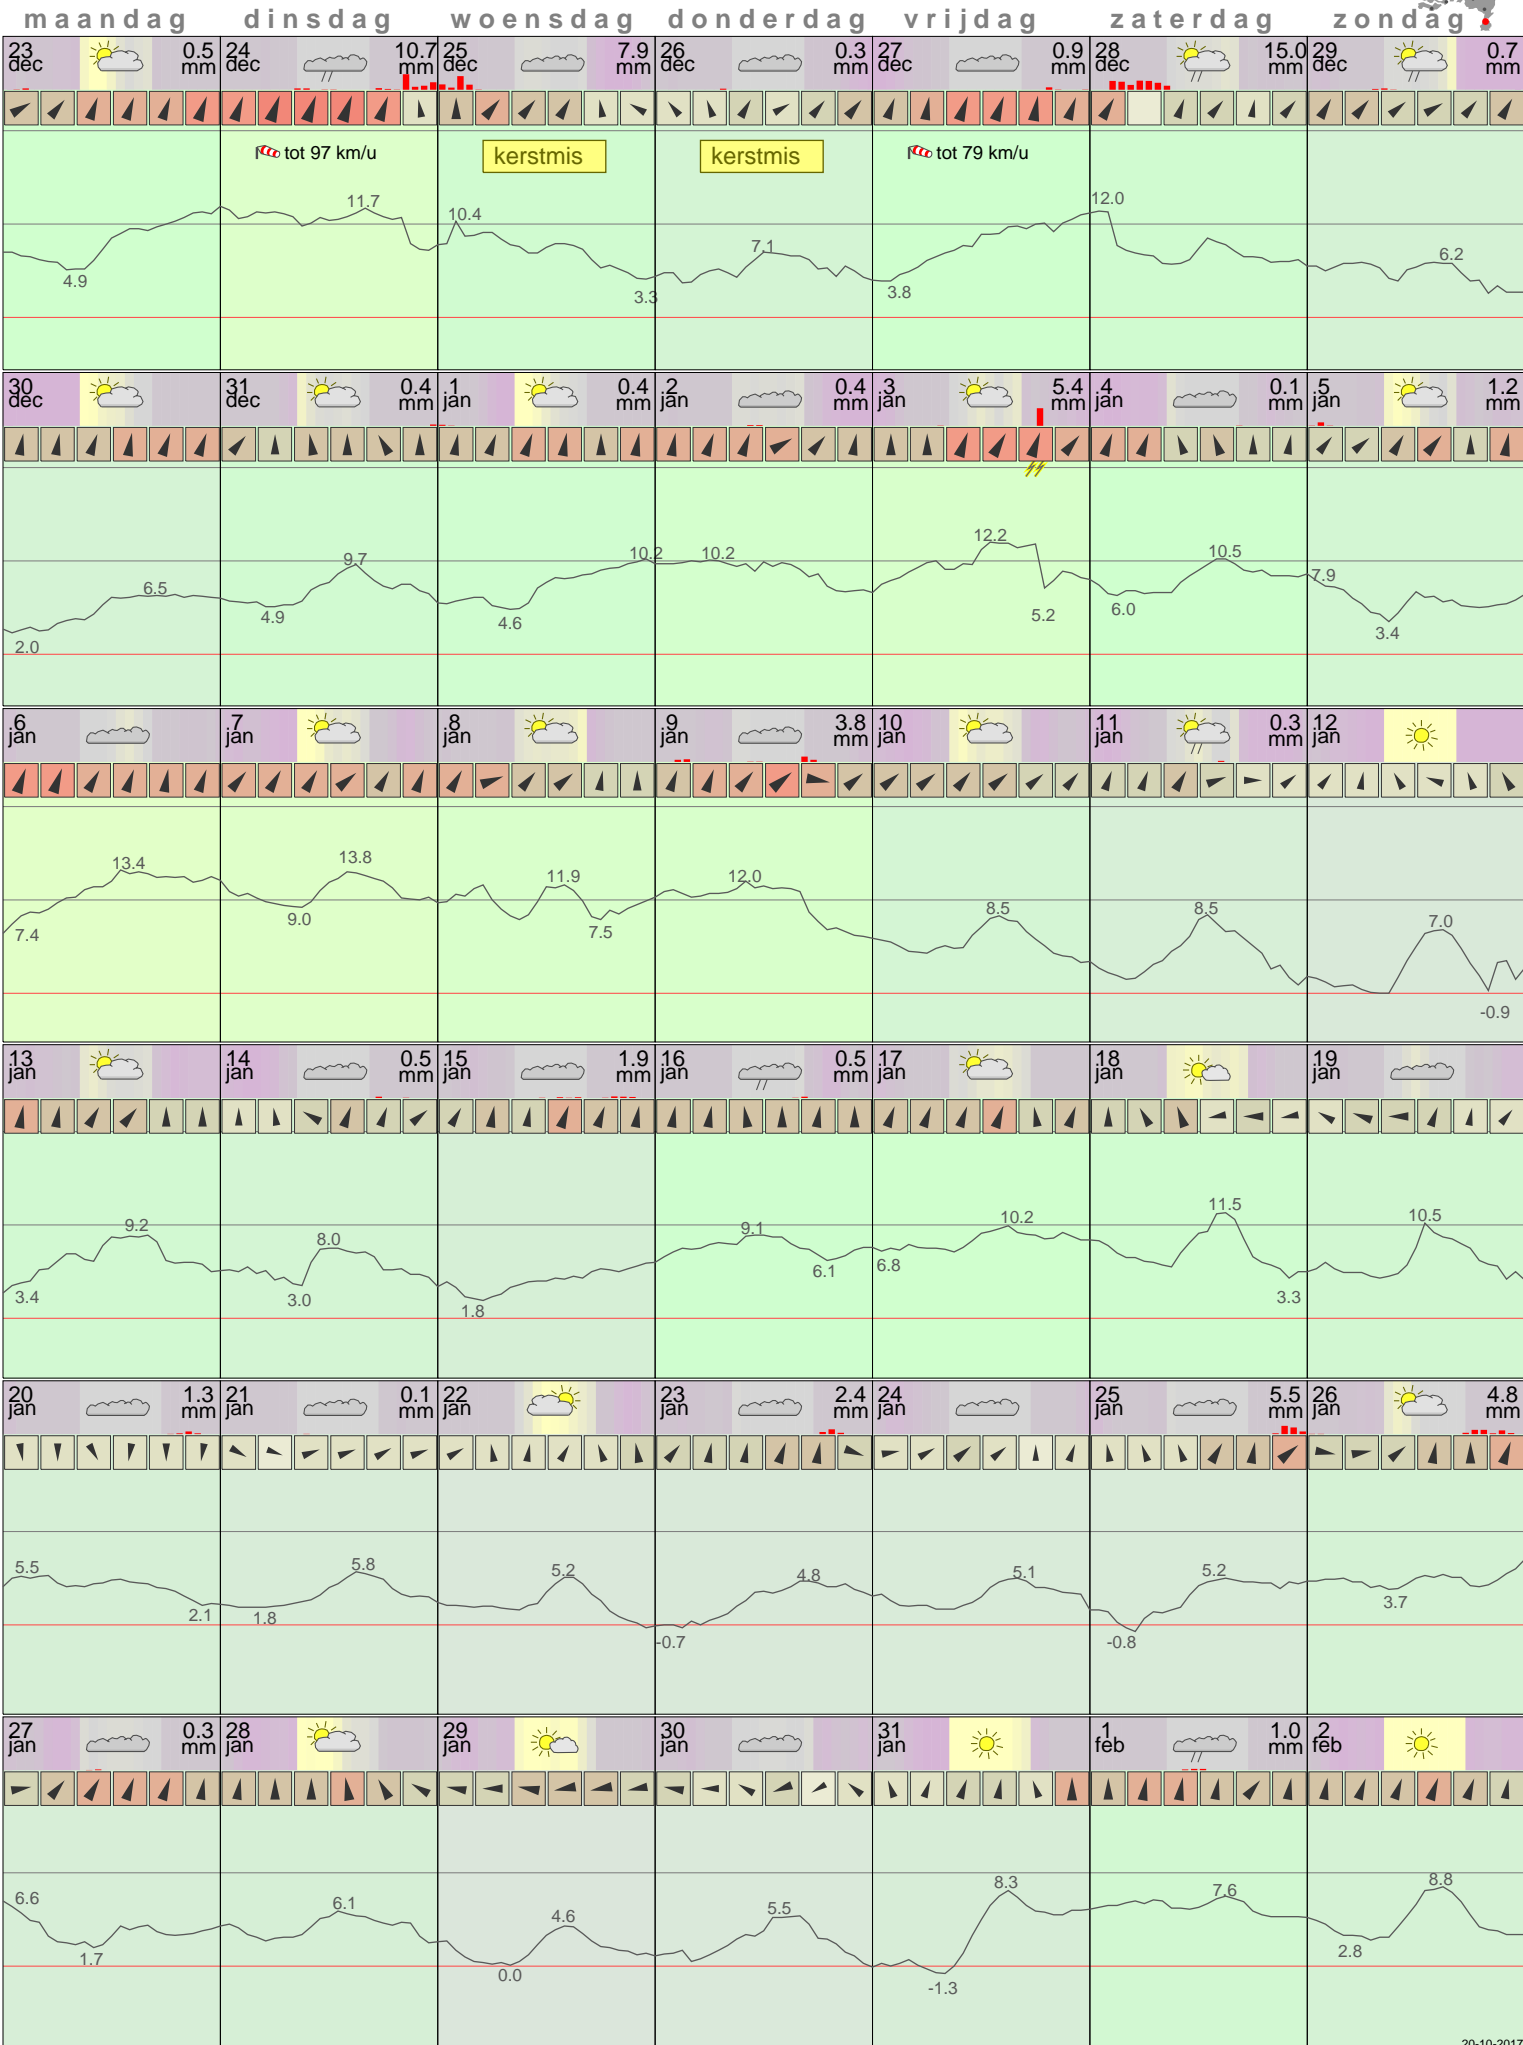 maandag dinsdag woensdag donderdag vrijdag zaterdag zondag
23 dec 0.5 mm 24 dec 10.7 mm 25 dec 7.9 mm 26 dec 0.3 mm 27 dec 0.9 mm 28 dec 15.0 mm 29 dec 0.7 mm
tot 97 km/u kerstmis kerstmis tot 79 km/u
4.9 11.7 10.4 3.3 7.1 3.8 12.0 6.2
30 dec 31 dec 0.4 mm 1 jan 0.4 mm 2 jan 0.4 mm 3 jan 5.4 mm 4 jan 0.1 mm 5 jan 1.2 mm
2.0 6.5 4.9 9.7 4.6 10.2 10.2 12.2 5.2 6.0 10.5 7.9 3.4
6 jan 7 jan 8 jan 9 jan 3.8 mm 10 jan 11 jan 0.3 mm 12 jan
7.4 13.4 9.0 13.8 11.9 7.5 12.0 8.5 8.5 7.0 -0.9
13 jan 14 jan 0.5 mm 15 jan 1.9 mm 16 jan 0.5 mm 17 jan 18 jan 19 jan
3.4 9.2 3.0 8.0 1.8 9.1 6.1 6.8 10.2 11.5 3.3 10.5
20 jan 1.3 mm 21 jan 0.1 mm 22 jan 23 jan 2.4 mm 24 jan 25 jan 5.5 mm 26 jan 4.8 mm
5.5 2.1 1.8 5.8 5.2 -0.7 4.8 5.1 -0.8 5.2 3.7
27 jan 0.3 mm 28 jan 29 jan 30 jan 31 jan 1 feb 1.0 mm 2 feb
6.6 1.7 6.1 0.0 4.6 5.5 -1.3 8.3 7.6 2.8 8.8
20-10-2017